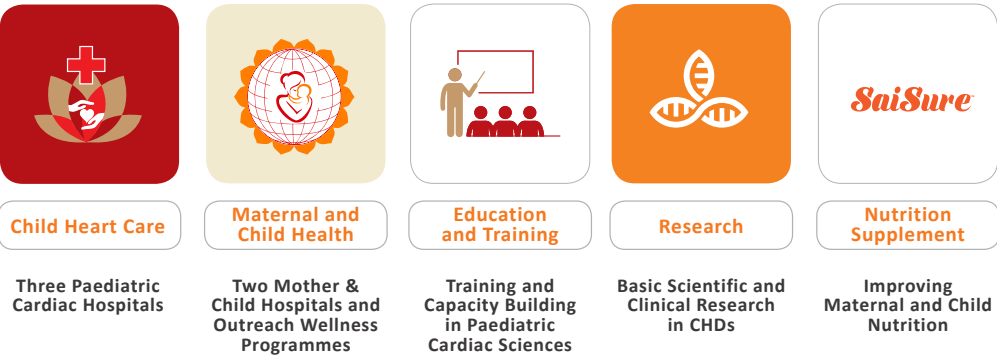 SaiSure
Child Heart Care
Maternal and
Child Health
Education
and Training
Research
Nutrition
Supplement
Three Paediatric
Cardiac Hospitals
Two Mother &
Child Hospitals and
Outreach Wellness
Programmes
Training and
Capacity Building
in Paediatric
Cardiac Sciences
Basic Scientific and
Clinical Research
in CHDs
Improving
Maternal and Child
Nutrition